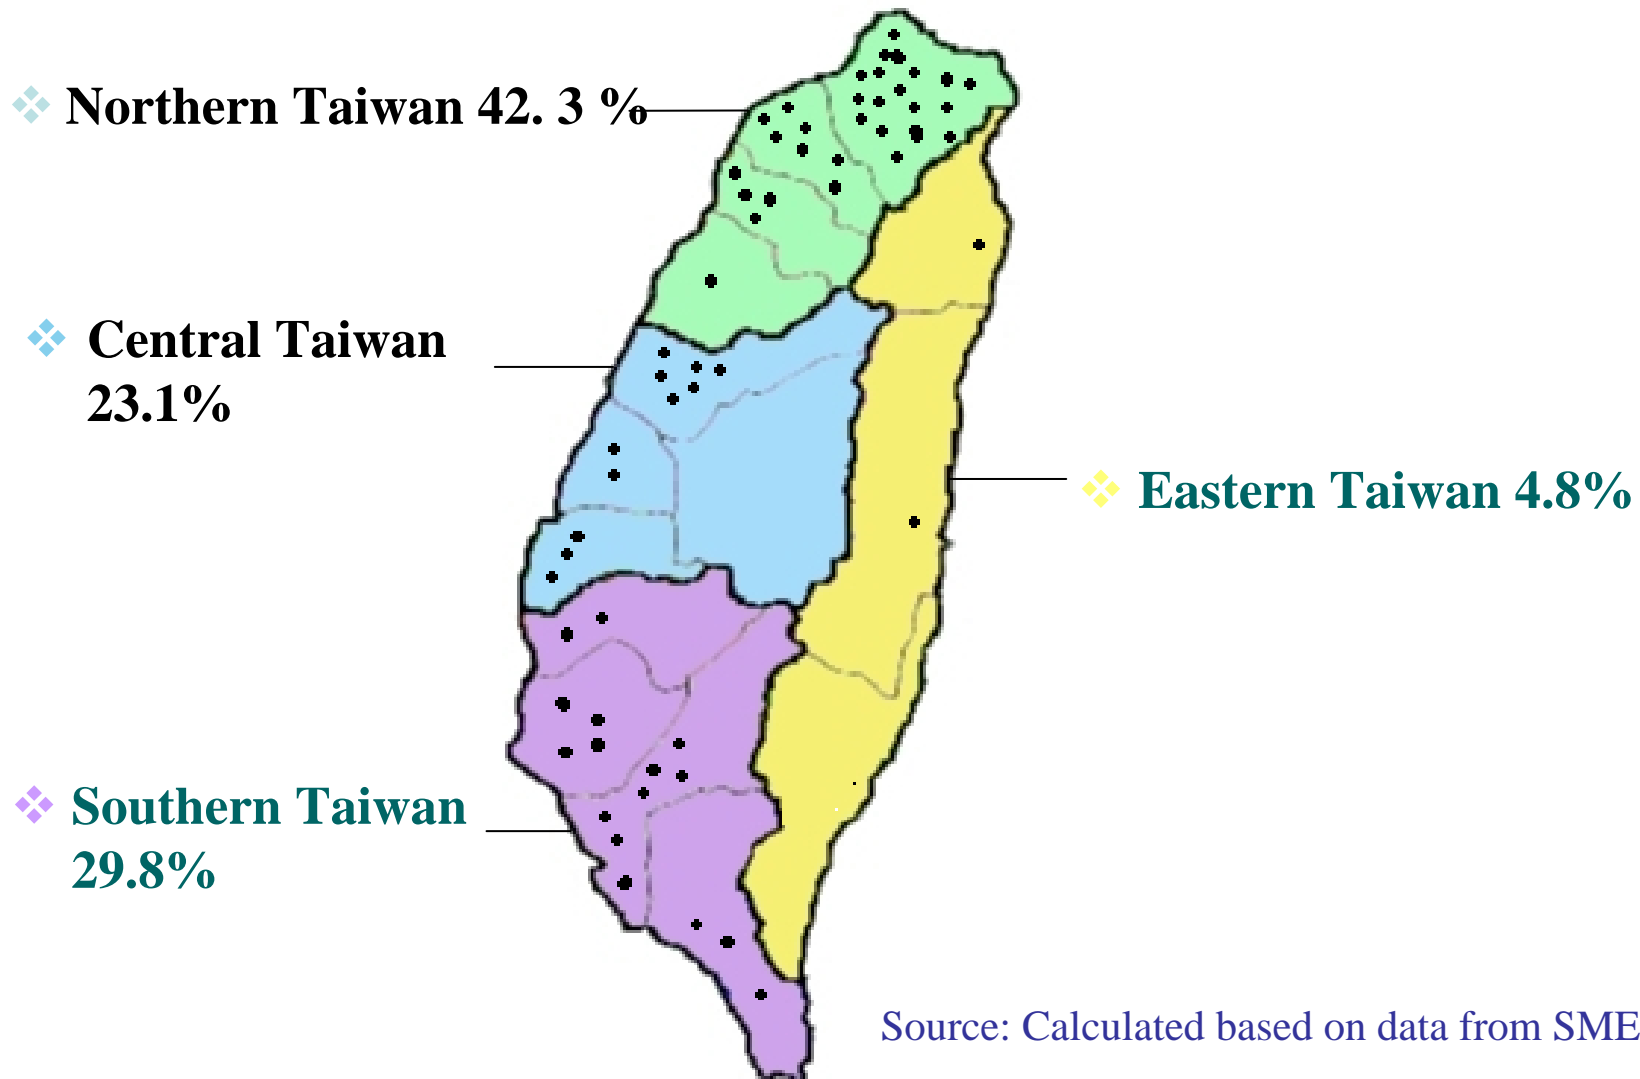 Northern Taiwan 42. 3 %
Central Taiwan
23.1%
Eastern Taiwan 4.8%
Southern Taiwan
29.8%
Source: Calculated based on data from SME